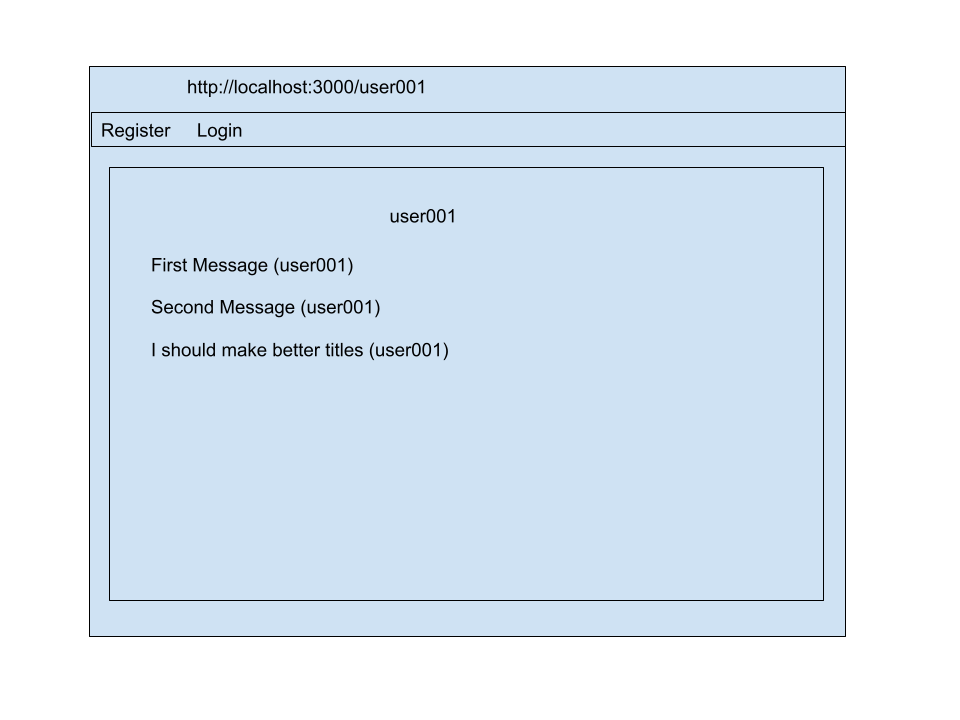 http://localhost:3000/user001
Register Login
user001
First Message (user001)
Second Message (user001)
I should make better titles (user001)